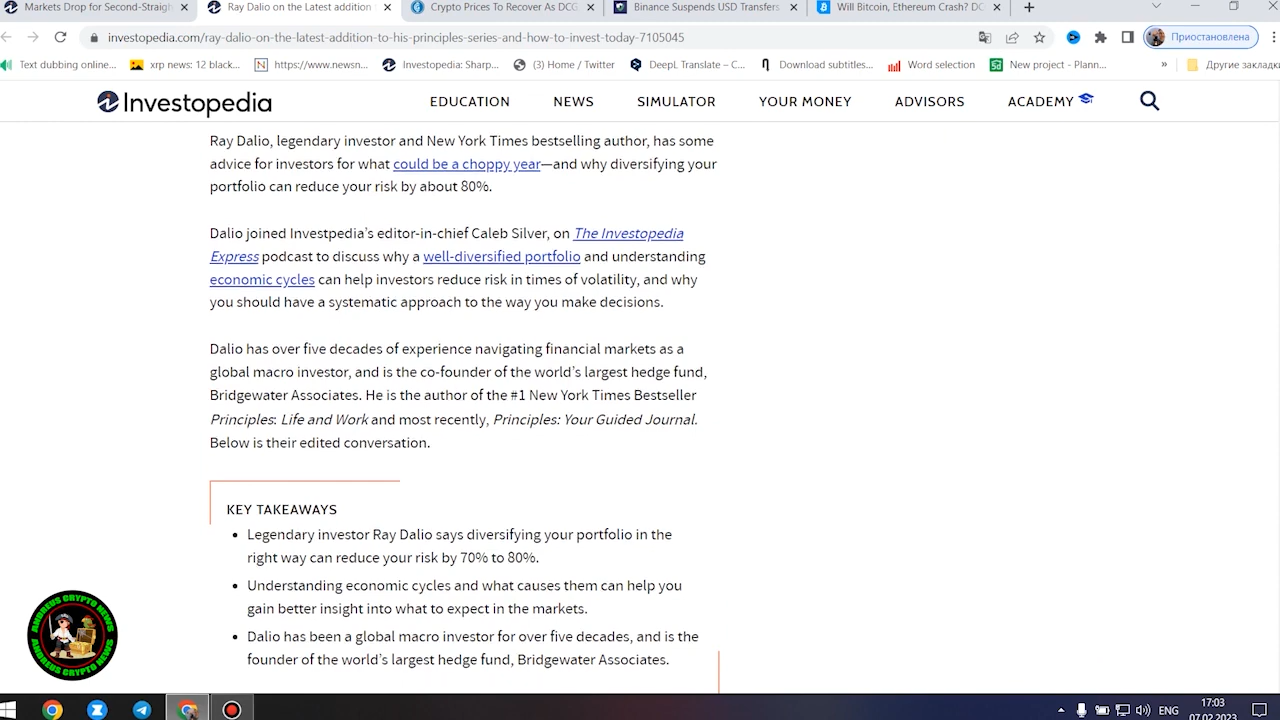 Markets Drop for Second-Straigh
Ray Dalio on the Latest addition
Crypto Prices To Recover As DCG
Binance Suspends USD Transfers
Will Bitcoin, Ethereum Crash? DC
investopedia.com/ray-dalio-on-the-latest-addition-to-his-principles-series-and-how-to-invest-today-7105045
Приостановлена
Text dubbing online...
xrp news: 12 black...
https://www.newsn...
Investopedia: Sharp...
(3) Home / Twitter
DeepL Translate – C...
Download subtitles...
Word selection
New project - Plann...
»
Другие закладки
Investopedia
EDUCATION
NEWS
SIMULATOR
YOUR MONEY
ADVISORS
ACADEMY
Ray Dalio, legendary investor and New York Times bestselling author, has some
advice for investors for what could be a choppy year—and why diversifying your
portfolio can reduce your risk by about 80%.
Dalio joined Investpedia's editor-in-chief Caleb Silver, on The Investopedia
Express podcast to discuss why a well-diversified portfolio and understanding
economic cycles can help investors reduce risk in times of volatility, and why
you should have a systematic approach to the way you make decisions.
Dalio has over five decades of experience navigating financial markets as a
global macro investor, and is the co-founder of the world's largest hedge fund,
Bridgewater Associates. He is the author of the #1 New York Times Bestseller
Principles: Life and Work and most recently, Principles: Your Guided Journal.
Below is their edited conversation.
KEY TAKEAWAYS
• Legendary investor Ray Dalio says diversifying your portfolio in the
right way can reduce your risk by 70% to 80%.
• Understanding economic cycles and what causes them can help you
gain better insight into what to expect in the markets.
• Dalio has been a global macro investor for over five decades, and is the
founder of the world's largest hedge fund, Bridgewater Associates.
ANDREUS CRYPTO NEWS
ANDREUS CRYPTO NEWS
ENG
17:03
07.02.2023